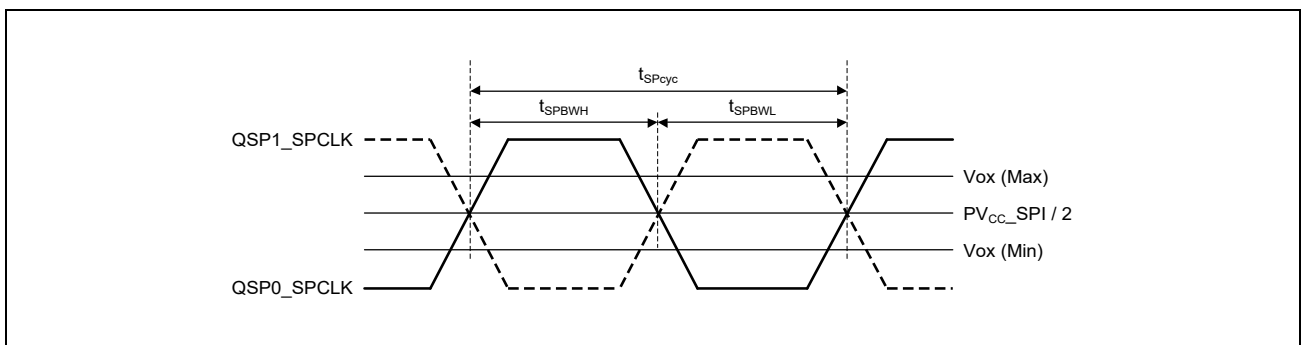 tSPcyc
tSPBWH
tSPBWL
QSP1_SPCLK
Vox (Max)
PVCC_SPI / 2
Vox (Min)
QSP0_SPCLK